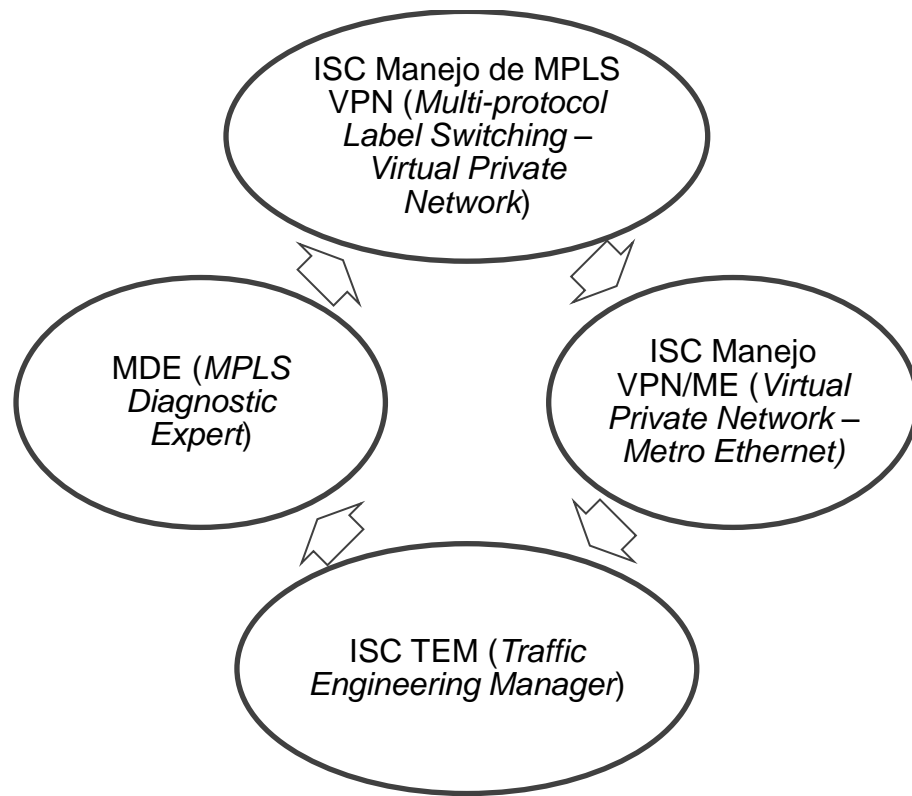 ISC Manejo de MPLS
VPN (Multi-protocol
Label Switching –
Virtual Private
Network)
MDE (MPLS
Diagnostic
Expert)
ISC Manejo
VPN/ME (Virtual
Private Network –
Metro Ethernet)
ISC TEM (Traffic
Engineering Manager)